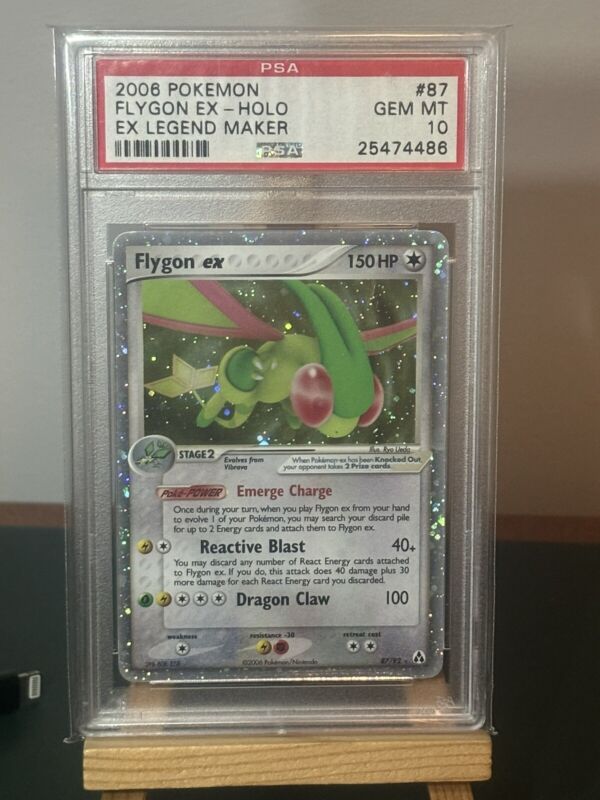 PSA
2006 POKEMON #87
FLYGON EX - HOLO GEM MT
EX LEGEND MAKER 10
PSA 25474486
Flygon ex 150 HP
Illus. Ryo Ueda
STAGE 2
Evolves from
Vibrava
When Pokémon-ex has been Knocked Out,
your opponent takes 2 Prize cards.
Poké-POWER Emerge Charge
Once during your turn, when you play Flygon ex from your hand
to evolve 1 of your Pokémon, you may search your discard pile
for up to 2 Energy cards and attach them to Flygon ex.
Reactive Blast 40+
You may discard any number of React Energy cards attached
to Flygon ex. If you do, this attack does 40 damage plus 30
more damage for each React Energy card you discarded.
Dragon Claw 100
weakness resistance -30 retreat cost
©2006 Pokémon/Nintendo 87/92